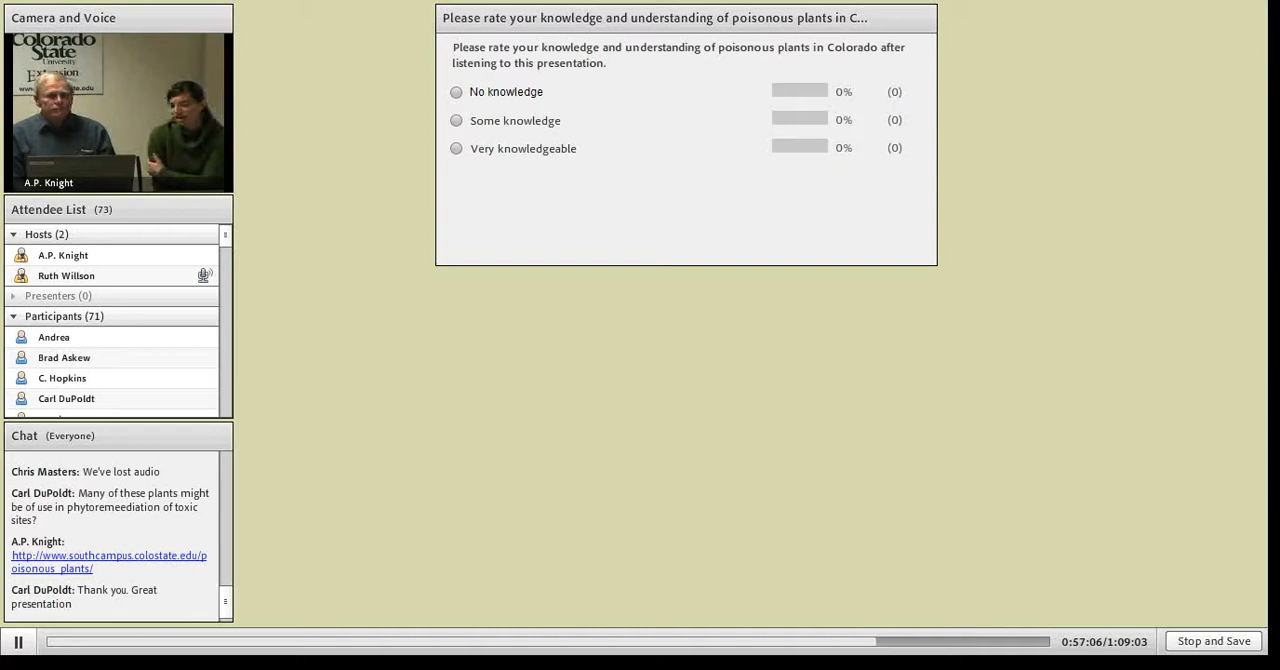 Camera and Voice
Colorado
State
University
Extension
A.P. Knight
Attendee List (73)
Hosts (2)
A.P. Knight
Ruth Willson
Presenters (0)
Participants (71)
Andrea
Brad Askew
C. Hopkins
Carl DuPoldt
Chat (Everyone)
Chris Masters: We've lost audio
Carl DuPoldt: Many of these plants might
be of use in phytoremeediation of toxic
sites?
A.P. Knight:
http://www.southcampus.colostate.edu/p
oisonous_plants/
Carl DuPoldt: Thank you. Great
presentation
Please rate your knowledge and understanding of poisonous plants in C...
Please rate your knowledge and understanding of poisonous plants in Colorado after
listening to this presentation.
No knowledge 0% (0)
Some knowledge 0% (0)
Very knowledgeable 0% (0)
0:57:06/1:09:03
Stop and Save